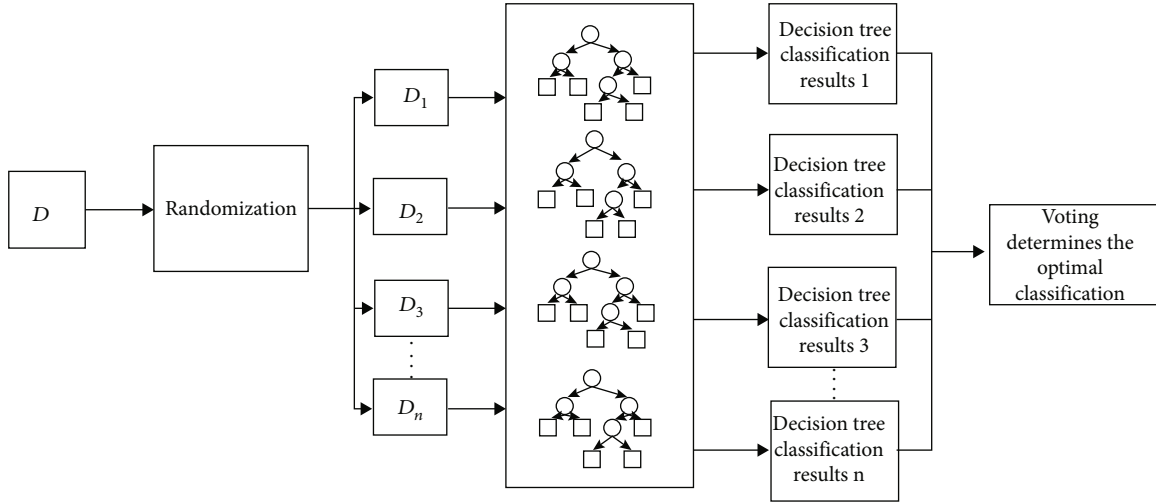 D
Randomization
D₁
D₂
D₃
Dₙ
Decision tree
classification
results 1
Decision tree
classification
results 2
Decision tree
classification
results 3
Decision tree
classification
results n
Voting
determines the
optimal
classification